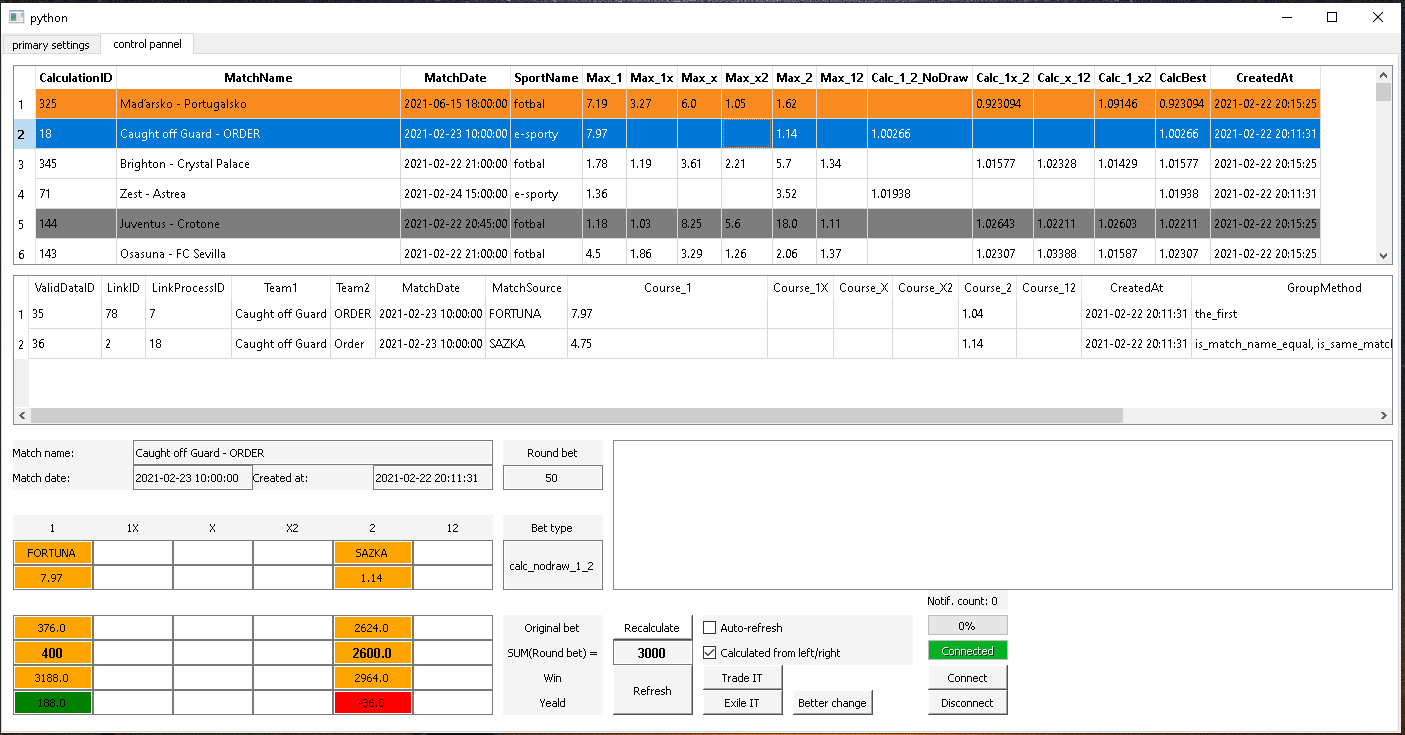 python
primary settings control pannel
CalculationID MatchName MatchDate SportName Max_1 Max_1x Max_x Max_x2 Max_2 Max_12 Calc_1_2_NoDraw Calc_1x_2 Calc_x_12 Calc_1_x2 CalcBest CreatedAt
1 325 Maďarsko - Portugalsko 2021-06-15 18:00:00 fotbal 7.19 3.27 6.0 1.05 1.62 0.923094 1.09146 0.923094 2021-02-22 20:15:25
2 18 Caught off Guard - ORDER 2021-02-23 10:00:00 e-sporty 7.97 1.14 1.00266 1.00266 2021-02-22 20:11:31
3 345 Brighton - Crystal Palace 2021-02-22 21:00:00 fotbal 1.78 1.19 3.61 2.21 5.7 1.34 1.01577 1.02328 1.01429 1.01577 2021-02-22 20:15:25
4 71 Zest - Astrea 2021-02-24 15:00:00 e-sporty 1.36 3.52 1.01938 1.01938 2021-02-22 20:11:31
5 144 Juventus - Crotone 2021-02-22 20:45:00 fotbal 1.18 1.03 8.25 5.6 18.0 1.11 1.02643 1.02211 1.02603 1.02211 2021-02-22 20:15:25
6 143 Osasuna - FC Sevilla 2021-02-22 21:00:00 fotbal 4.5 1.86 3.29 1.26 2.06 1.37 1.02307 1.03388 1.01587 1.02307 2021-02-22 20:15:25
ValidDataID LinkID LinkProcessID Team1 Team2 MatchDate MatchSource Course_1 Course_1X Course_X Course_X2 Course_2 Course_12 CreatedAt GroupMethod
1 35 78 7 Caught off Guard ORDER 2021-02-23 10:00:00 FORTUNA 7.97 1.04 2021-02-22 20:11:31 the_first
2 36 2 18 Caught off Guard Order 2021-02-23 10:00:00 SAZKA 4.75 1.14 2021-02-22 20:11:31 is_match_name_equal, is_same_matc
Match name: Caught off Guard - ORDER Round bet
Match date: 2021-02-23 10:00:00 Created at: 2021-02-22 20:11:31 50
1 1X X X2 2 12 Bet type
FORTUNA SAZKA
calc_nodraw_1_2
7.97 1.14
Notif. count: 0
376.0 2624.0 Original bet Recalculate Auto-refresh 0%
400 2600.0 SUM(Round bet) = 3000 Calculated from left/right Connected
3188.0 2964.0 Win Trade IT Connect
Refresh
188.0 -36.0 Yeald Exile IT Better change Disconnect